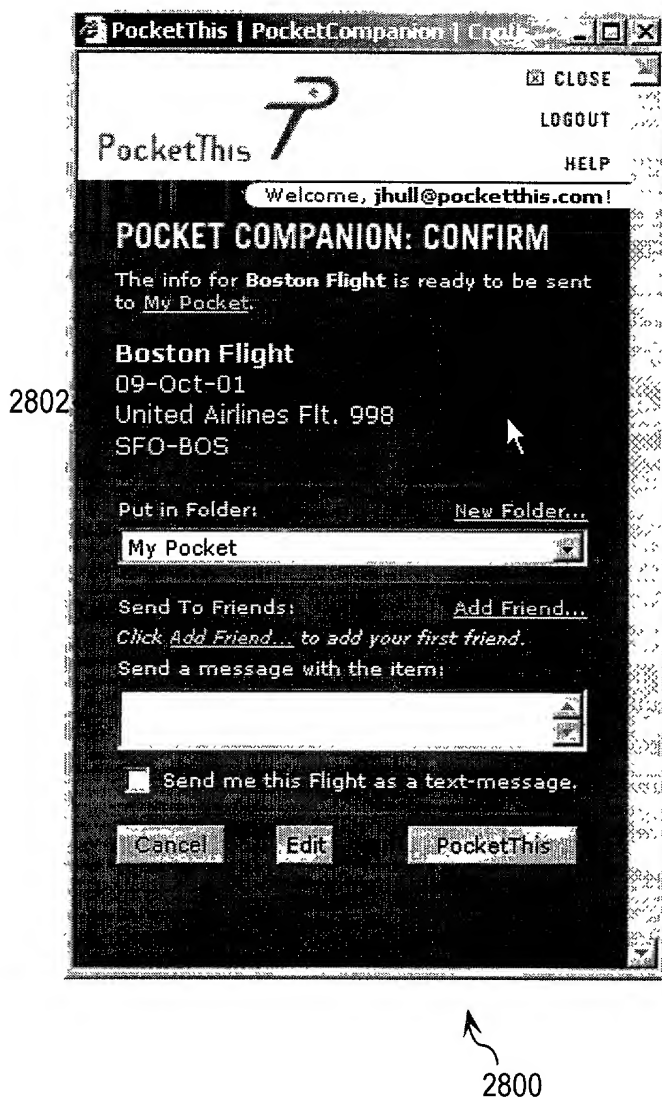 PocketThis | PocketCompanion |
CLOSE
LOGOUT
PocketThis
HELP
Welcome, jhull@pocketthis.com!
POCKET COMPANION: CONFIRM
The info for Boston Flight is ready to be sent
to My Pocket.
Boston Flight
09-Oct-01
2802
United Airlines Flt. 998
SFO-BOS
Put in Folder: New Folder...
My Pocket
Send To Friends: Add Friend...
Click Add Friend... to add your first friend.
Send a message with the item:
Send me this Flight as a text-message.
Cancel Edit PocketThis
2800